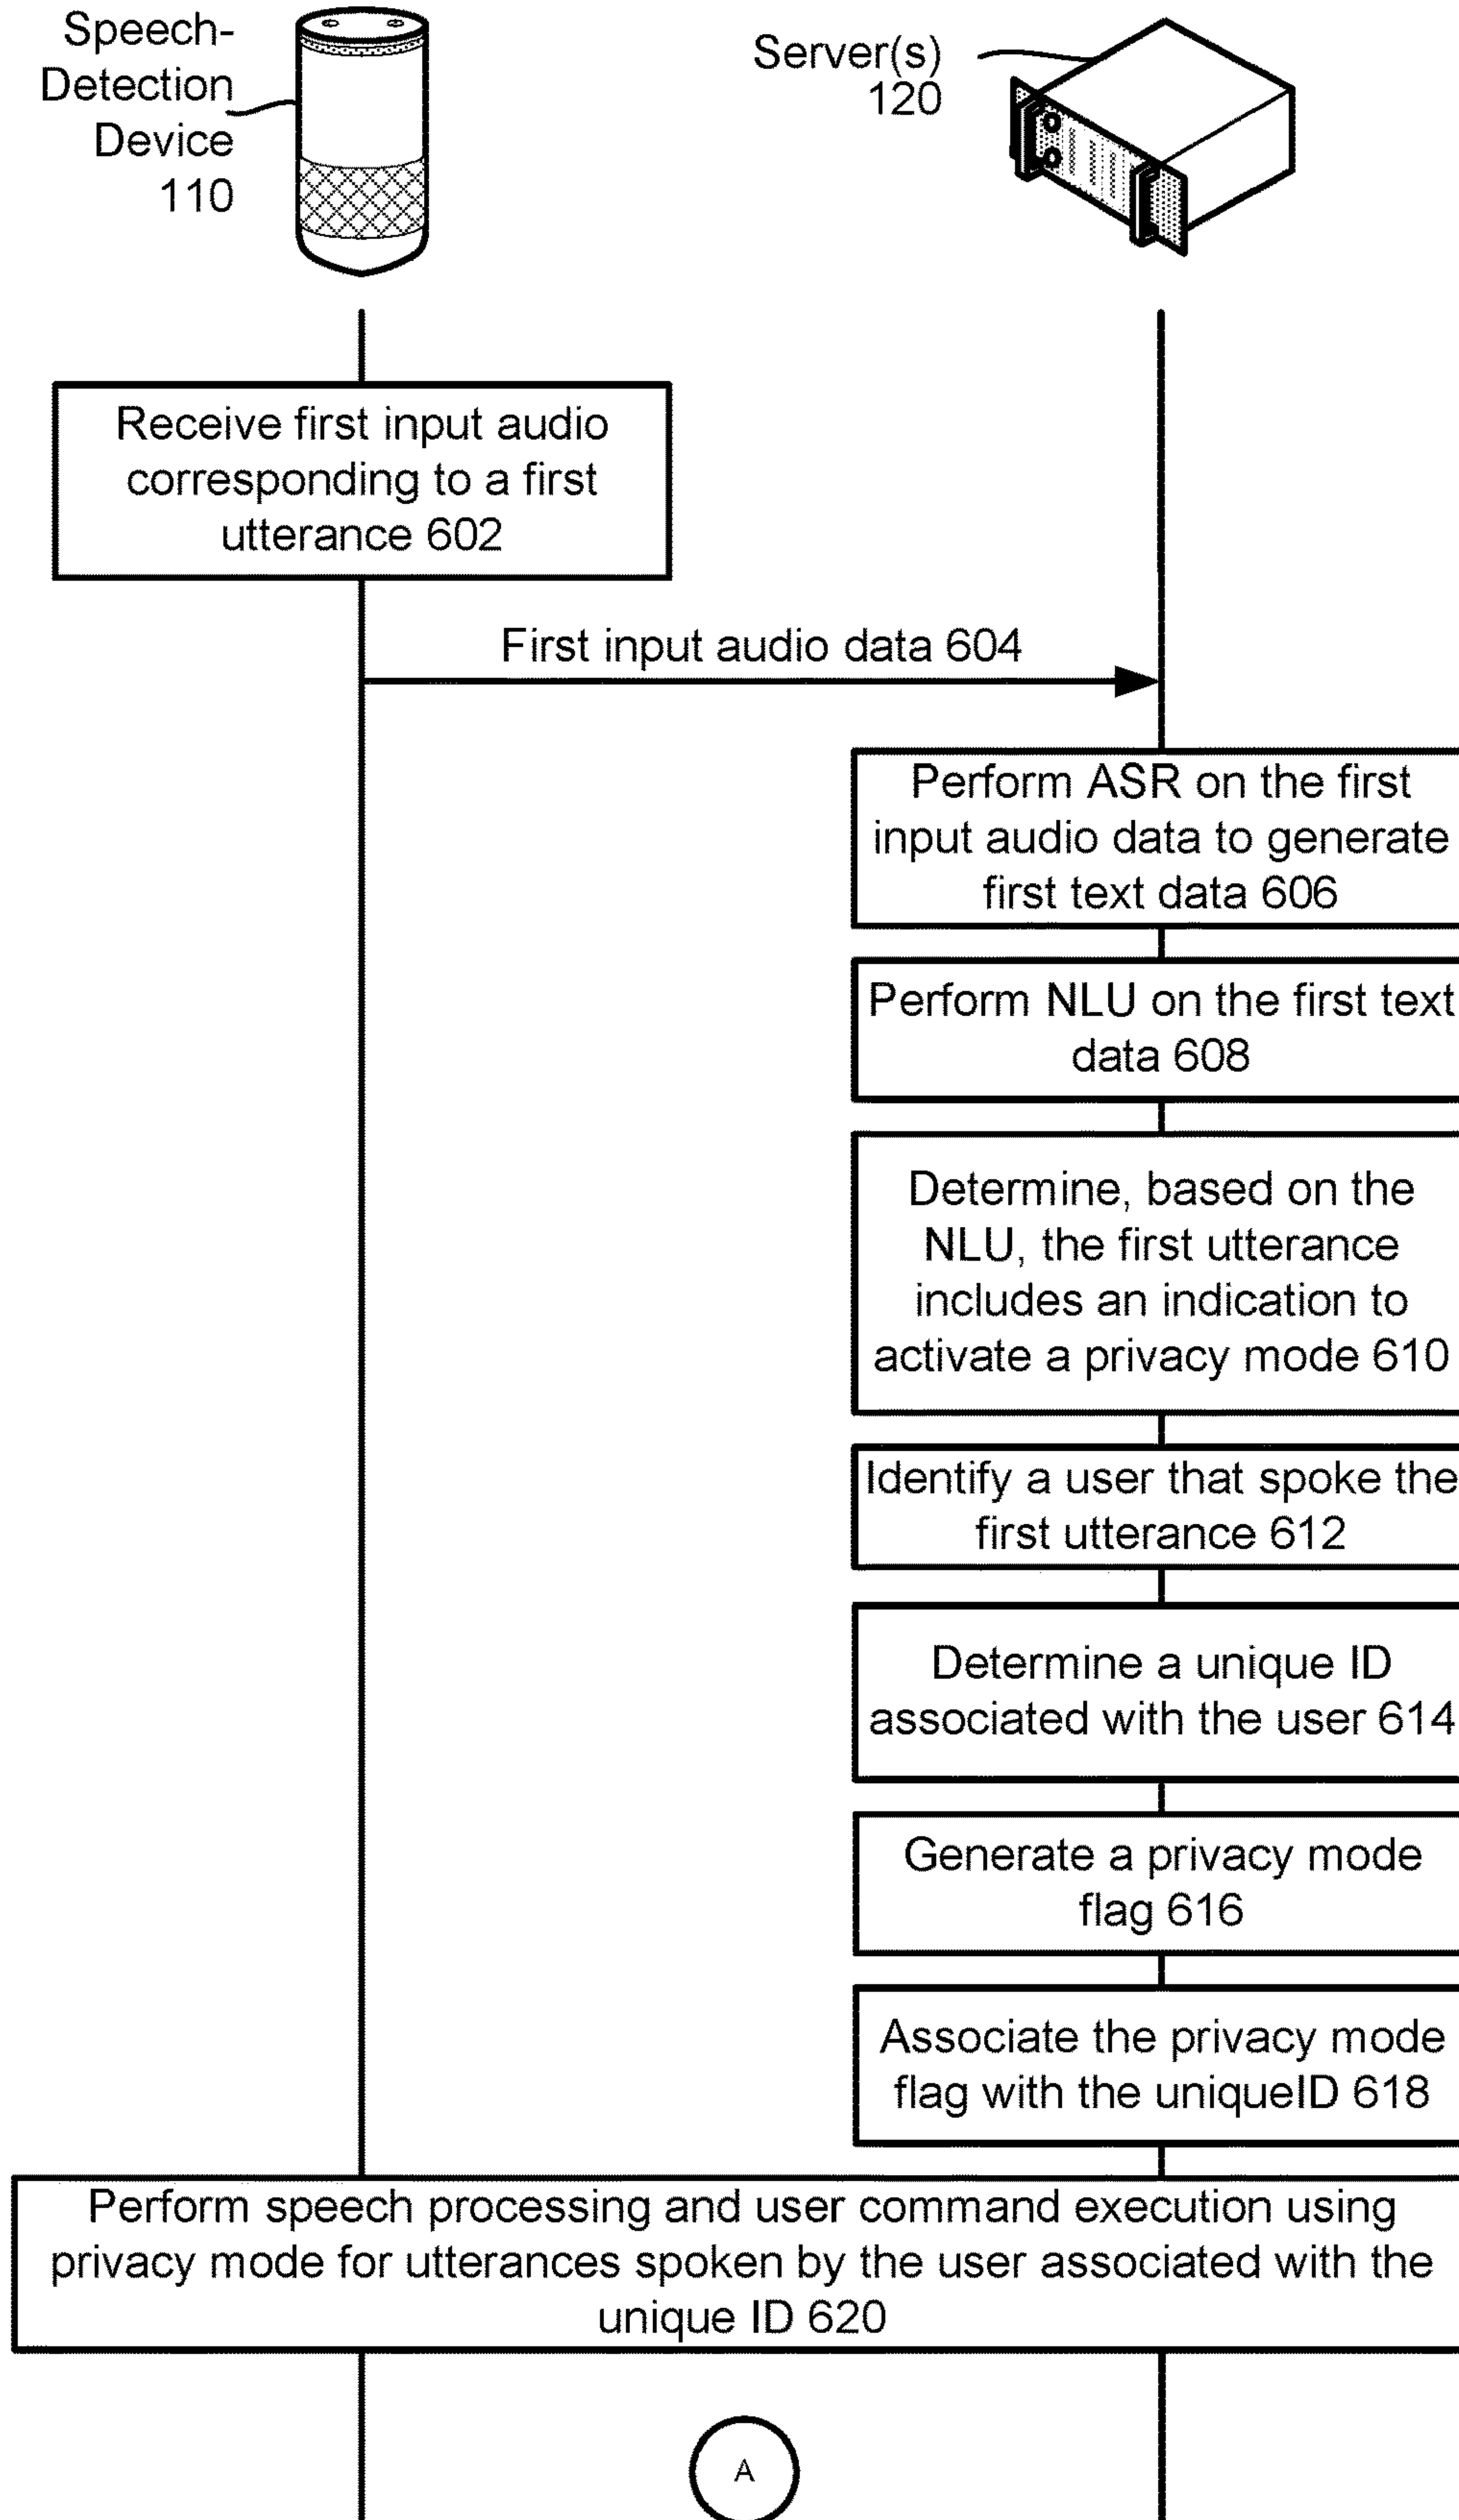 Speech-
Detection
Device
110
Server(s)
120
Receive first input audio
corresponding to a first
utterance 602
First input audio data 604
Perform ASR on the first
input audio data to generate
first text data 606
Perform NLU on the first text
data 608
Determine, based on the
NLU, the first utterance
includes an indication to
activate a privacy mode 610
Identify a user that spoke the
first utterance 612
Determine a unique ID
associated with the user 614
Generate a privacy mode
flag 616
Associate the privacy mode
flag with the uniqueID 618
Perform speech processing and user command execution using
privacy mode for utterances spoken by the user associated with the
unique ID 620
A